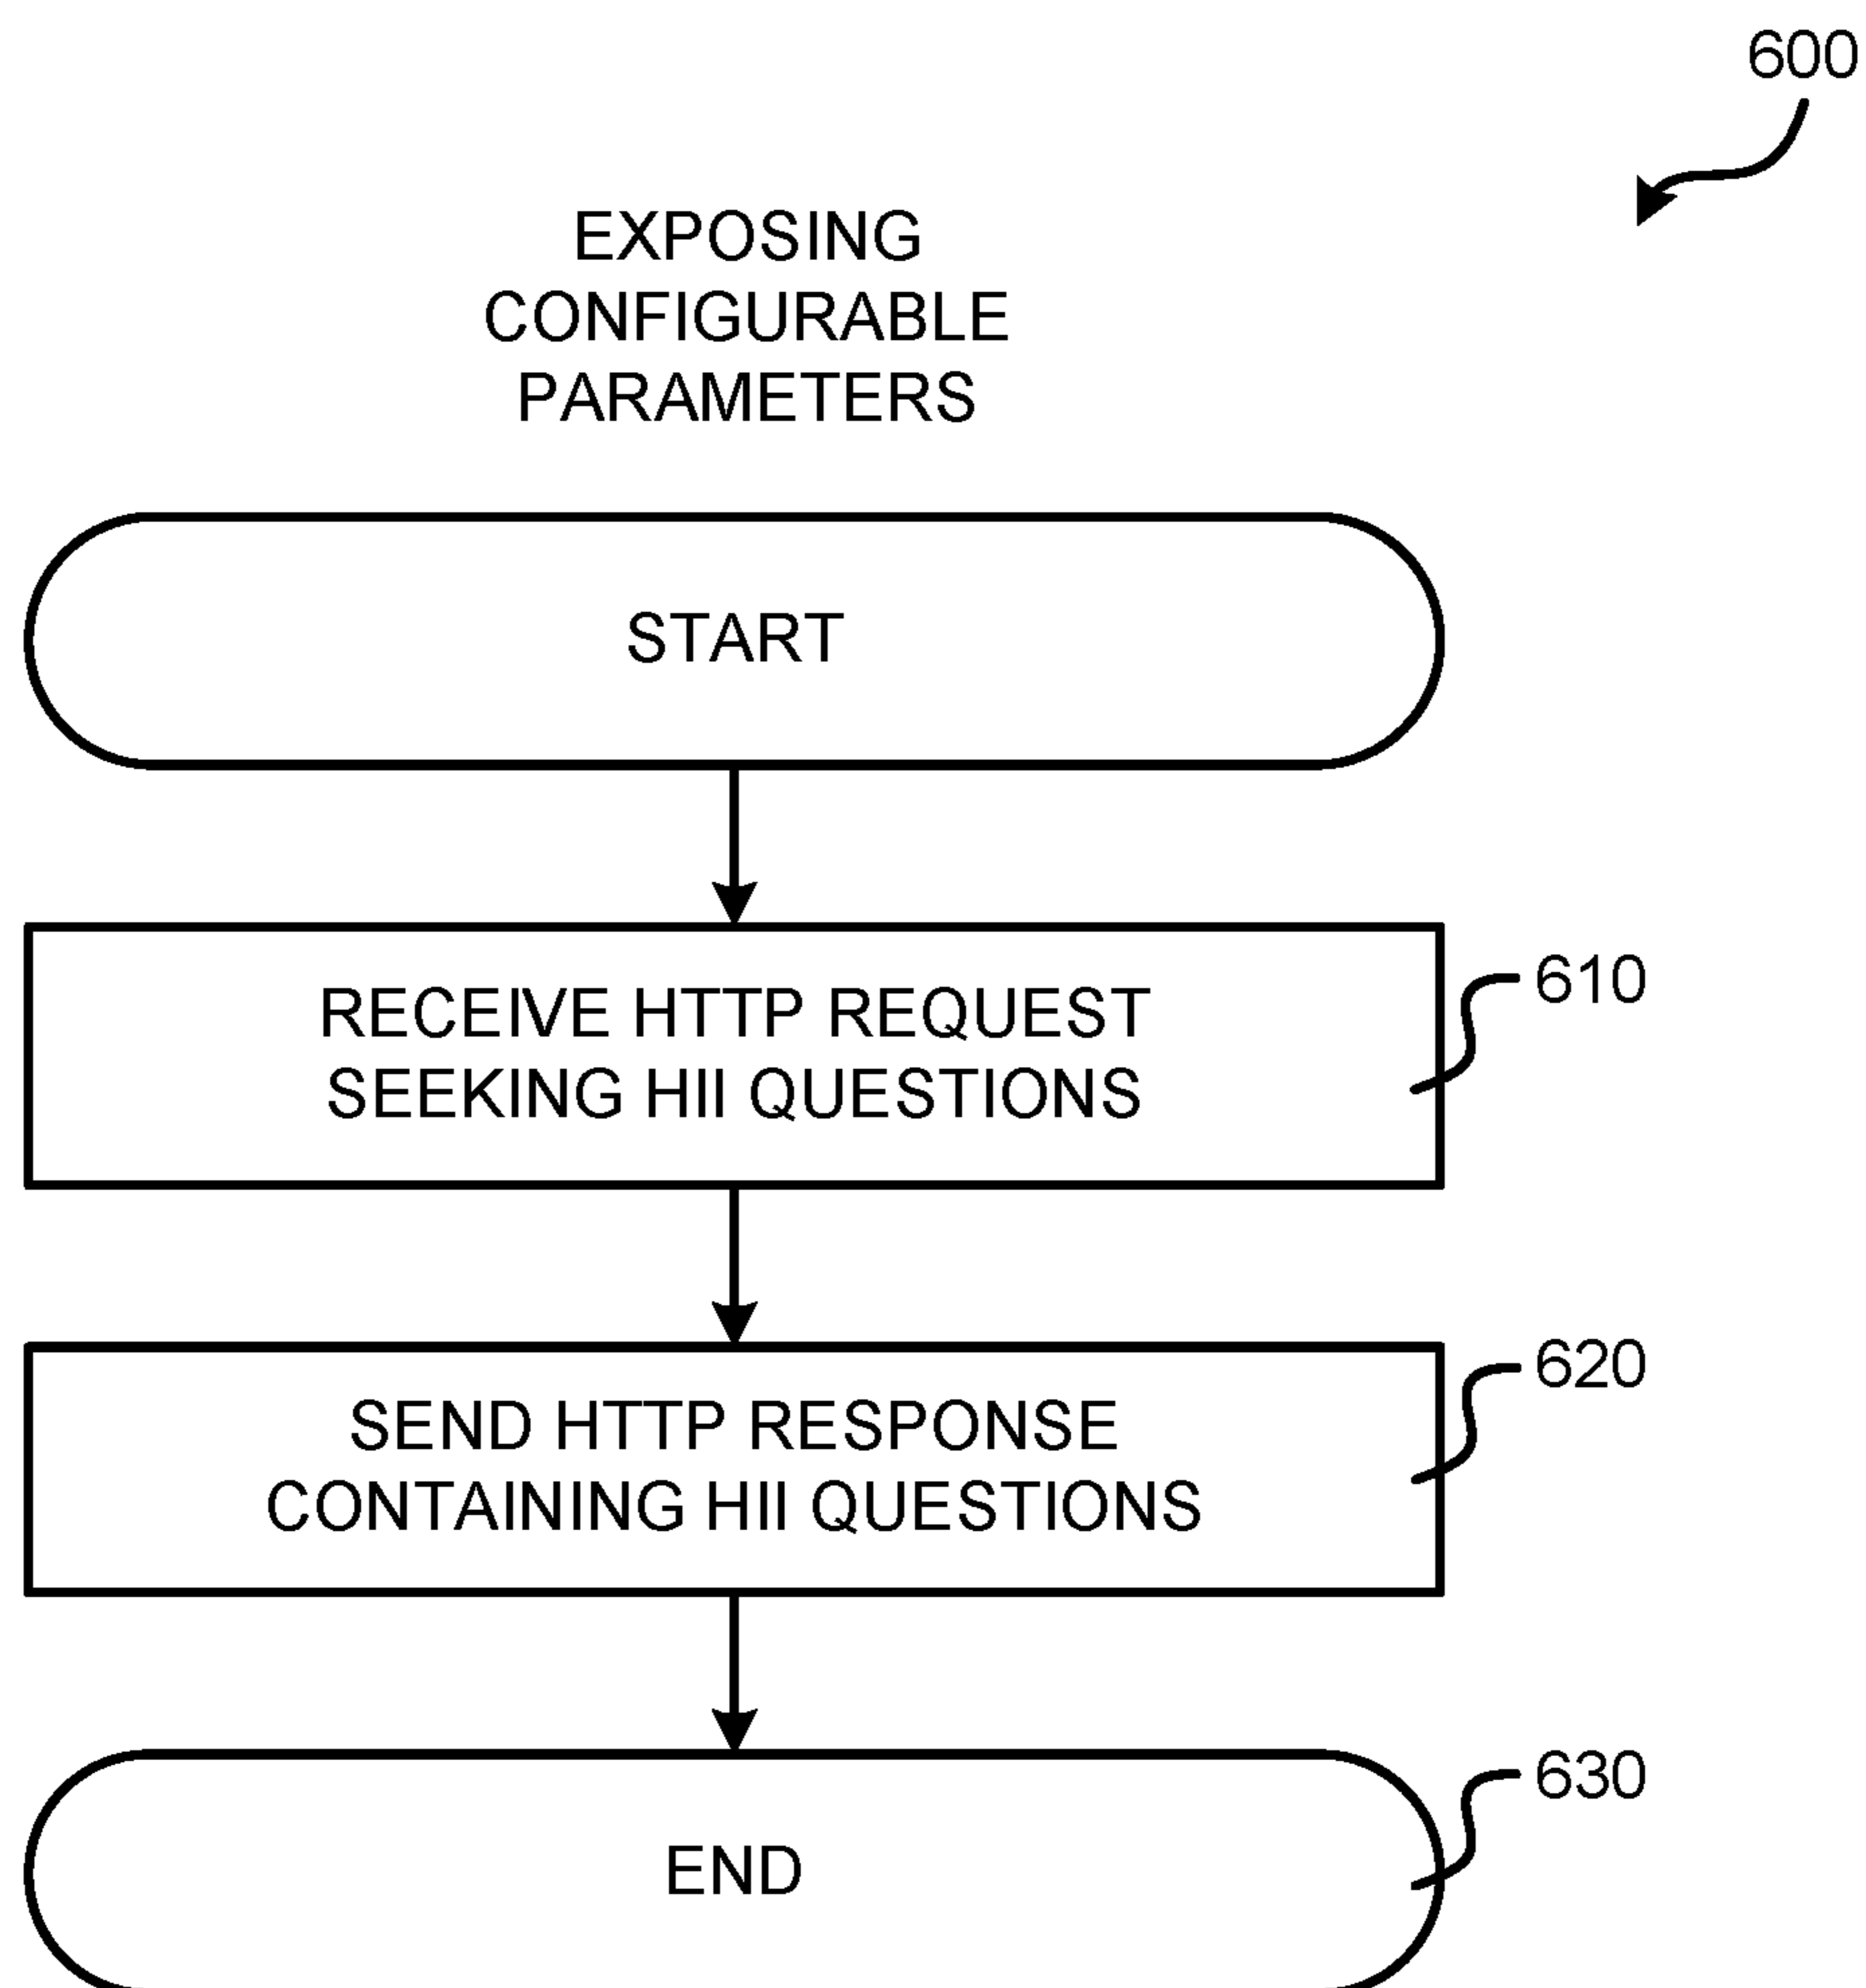 600
EXPOSING
CONFIGURABLE
PARAMETERS
START
RECEIVE HTTP REQUEST
SEEKING HII QUESTIONS
610
SEND HTTP RESPONSE
CONTAINING HII QUESTIONS
620
END
630